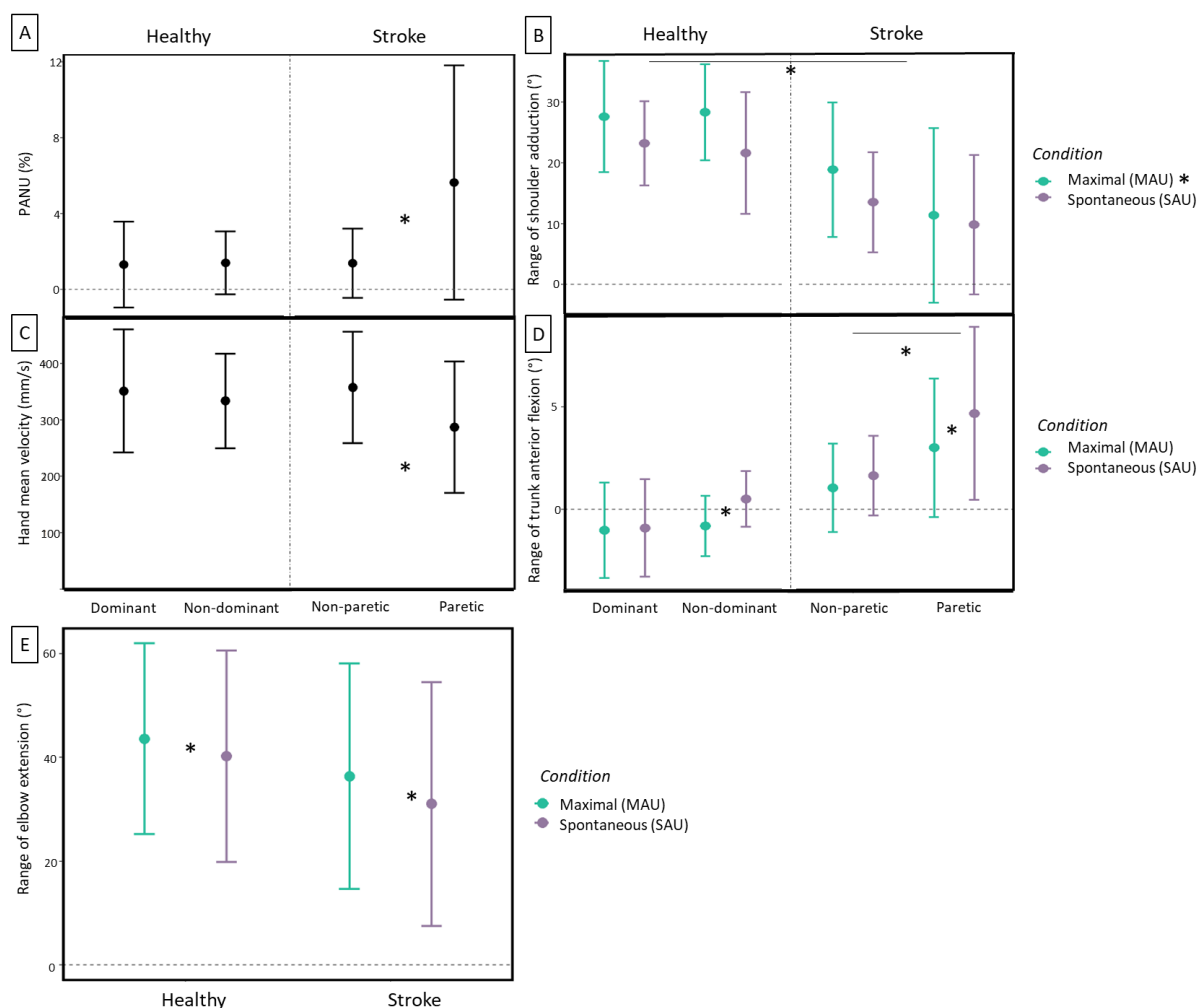 A
Healthy
Stroke
12
8
4
0
PANU (%)
*
B
Healthy
Stroke
*
30
20
10
0
Range of shoulder adduction (°)
Condition
Maximal (MAU) *
Spontaneous (SAU)
C
400
300
200
100
Hand mean velocity (mm/s)
*
Dominant
Non-dominant
Non-paretic
Paretic
D
*
*
*
5
0
Range of trunk anterior flexion (°)
Dominant
Non-dominant
Non-paretic
Paretic
Condition
Maximal (MAU)
Spontaneous (SAU)
E
60
40
20
0
Range of elbow extension (°)
*
*
Healthy
Stroke
Condition
Maximal (MAU)
Spontaneous (SAU)